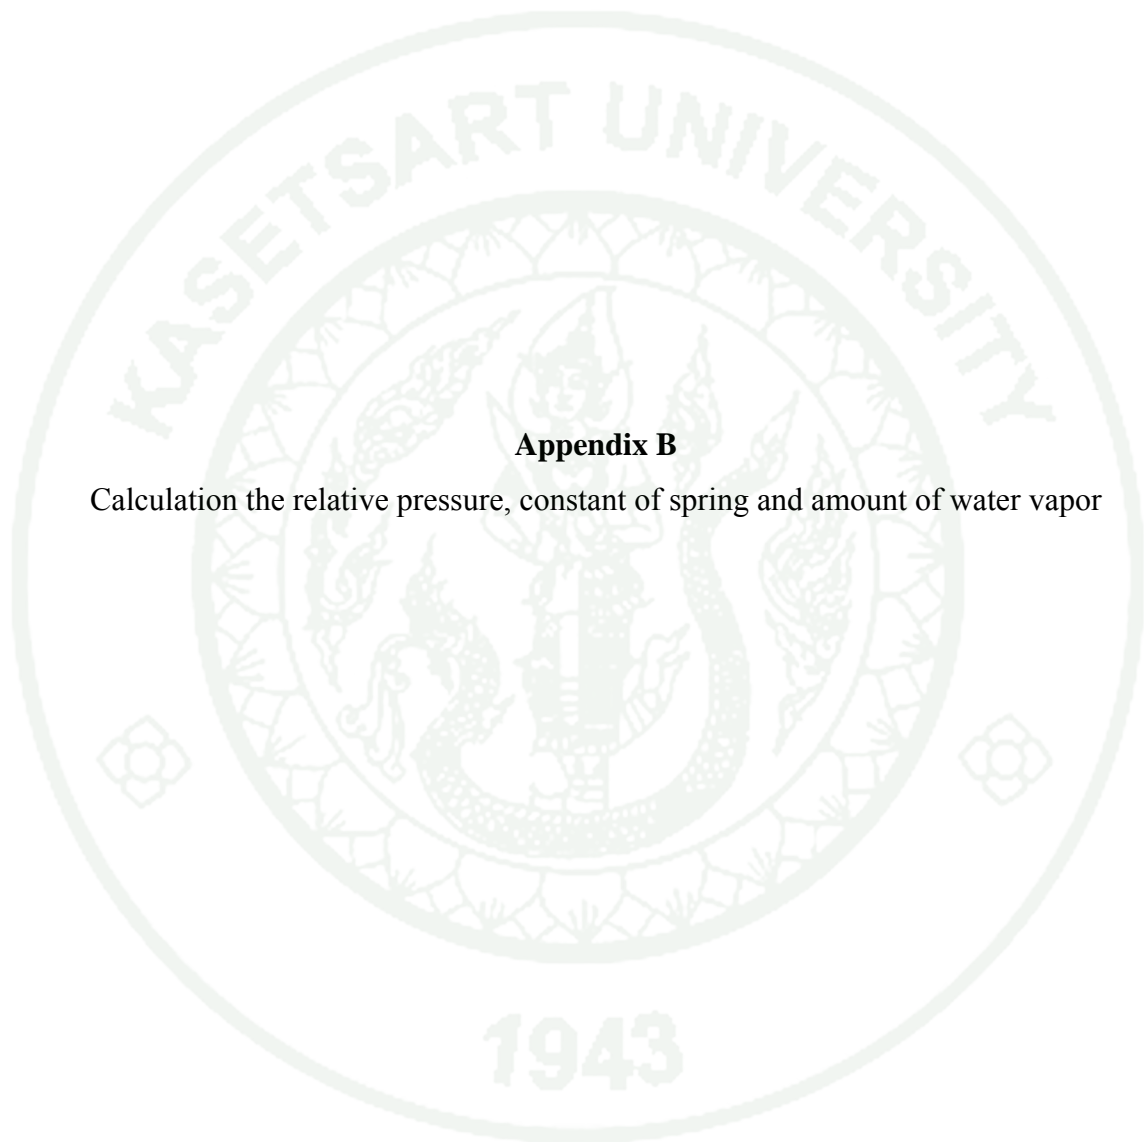 KASETSART UNIVERSITY
Appendix B
Calculation the relative pressure, constant of spring and amount of water vapor
1943